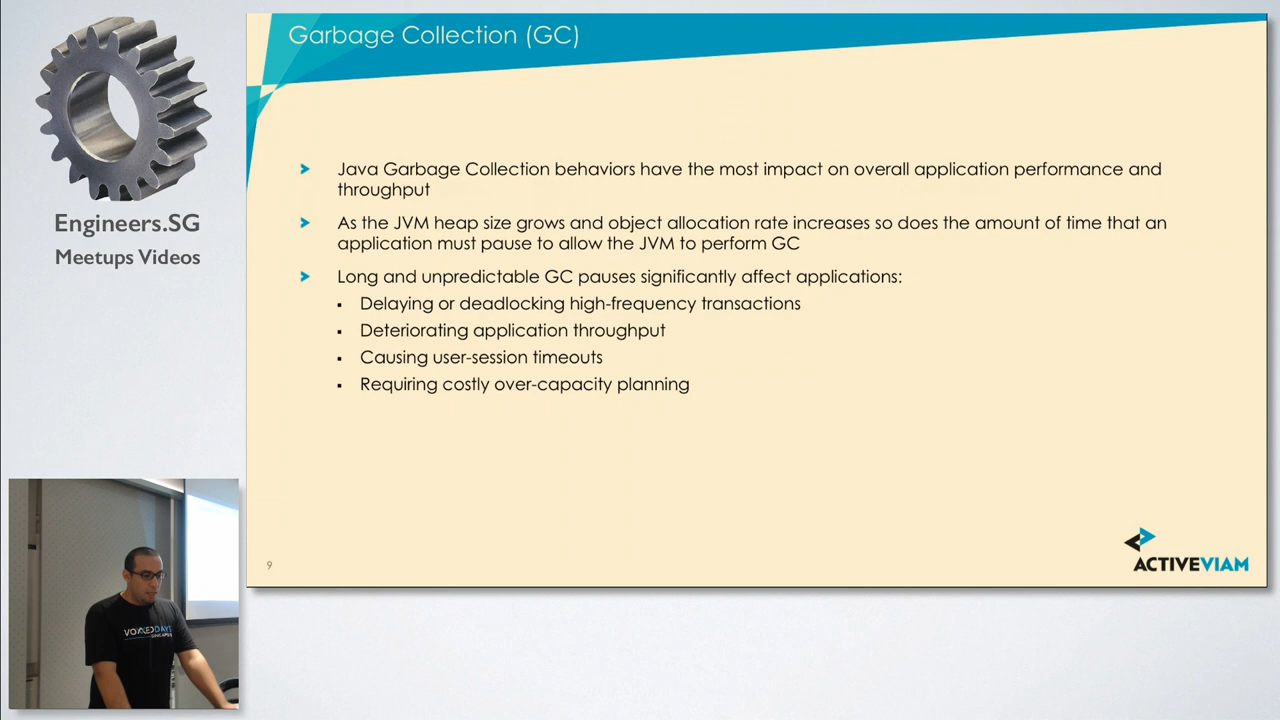 Engineers.SG
Meetups Videos
Garbage Collection (GC)
Java Garbage Collection behaviors have the most impact on overall application performance and
throughput
As the JVM heap size grows and object allocation rate increases so does the amount of time that an
application must pause to allow the JVM to perform GC
Long and unpredictable GC pauses significantly affect applications:
Delaying or deadlocking high-frequency transactions
Deteriorating application throughput
Causing user-session timeouts
Requiring costly over-capacity planning
9
ACTIVEVIAM
VOXXEDDAYS
SINGAPORE